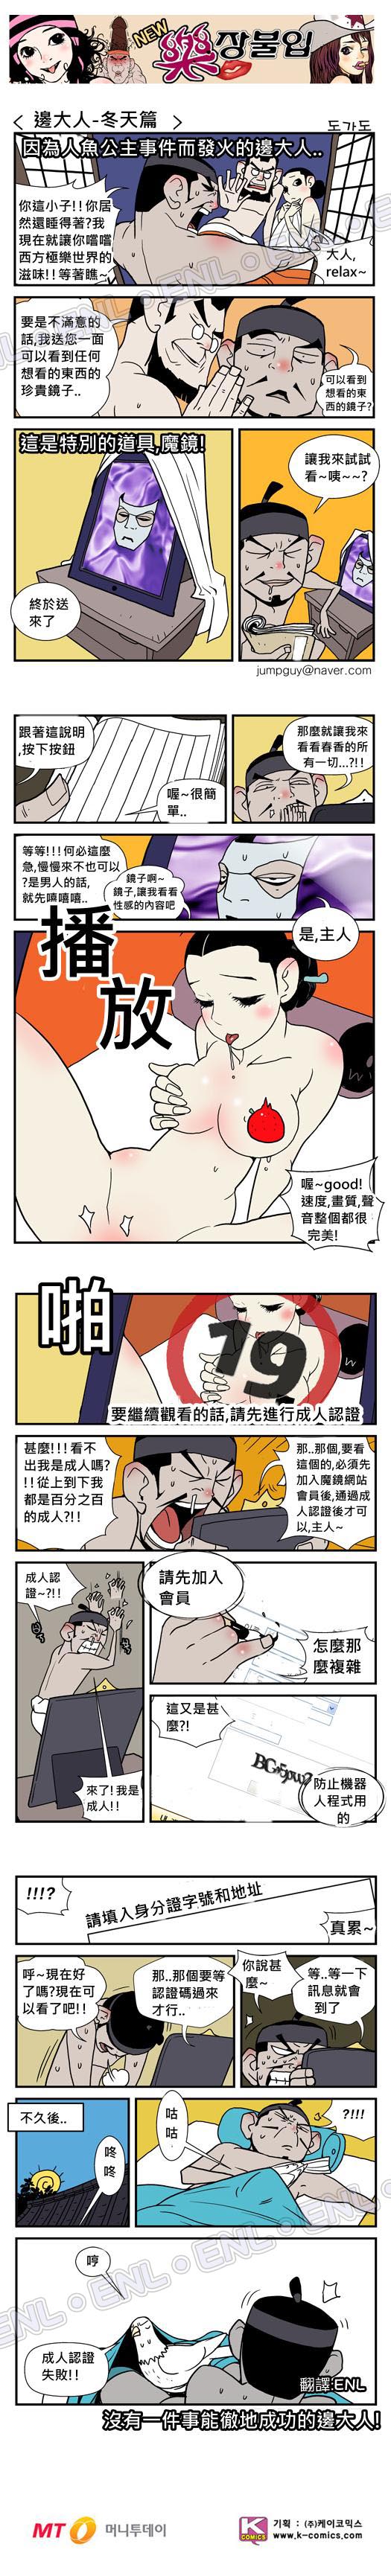 NEW
樂
장불입
< 邊大人-冬天篇 >
도가도
因為人魚公主事件而發火的邊大人..
你這小子!!你居
然還睡得著?我
現在就讓你嚐嚐
西方極樂世界的
滋味!!等著瞧~
大人,
relax~
要是不滿意的
話,我送您一面
可以看到任何
想看的東西的
珍貴鏡子..
可以看到
想看的東
西的鏡子?
這是特別的道具,魔鏡!
終於送
來了
讓我來試試
看~咦~~?
jumpguy@naver.com
跟著這說明
,按下按鈕
喔~很簡
單..
那麼就讓我來
看看春香的所
有一切...?!!
等等!!!何必這麼
急,慢慢來不也可以
?是男人的話,
就先嘻嘻嘻..
鏡子啊~
鏡子,讓我看看
性感的內容吧
是,主人
播
放
喔~good!
速度,畫質,聲
音整個都很
完美!
啪
19
要繼續觀看的話,請先進行成人認證
甚麼!!!看不
出我是成人嗎?
!!從上到下我
都是百分之百
的成人?!!
那..那個,要看
這個的,必須先
加入魔鏡網站
會員後,通過成
人認證後才可
以,主人~
成人認
證~?!!
來了!我是
成人!!
請先加入
會員
怎麼那
麼複雜
這又是甚
麼?!
防止機器
人程式用
的
!!!?
請填入身分證字號和地址
真累~
呼~現在好
了嗎?現在可
以看了吧!!
那..那個要等
認證碼過來
才行..
你說甚
麼~
等..等一下
訊息就會
到了
不久後..
咚
咚
咕
咕
?!!!
哼
成人認證
失敗!!
翻譯:ENL
沒有一件事能徹地成功的邊大人!
MT 머니투데이
K COMICS
기획 : (주)케이코믹스
www.k-comics.com